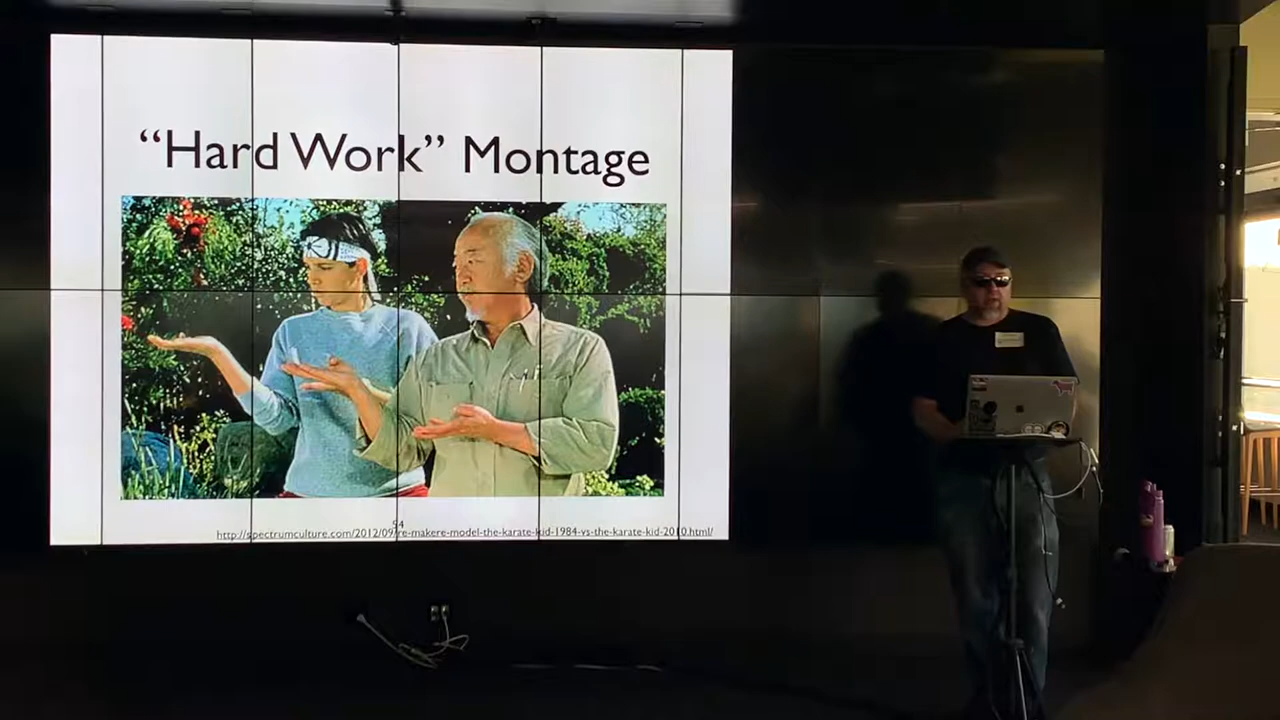 “Hard Work” Montage
54
http://spectrumculture.com/2012/09/re-makere-model-the-karate-kid-1984-vs-the-karate-kid-2010.html/